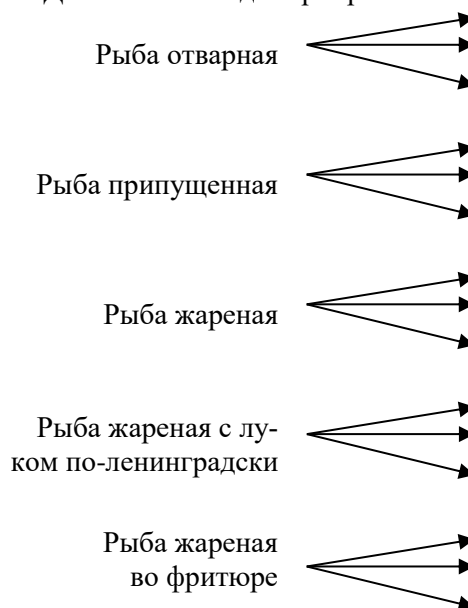 Рыба отварная
Рыба припущенная
Рыба жареная
Рыба жареная с лу-
ком по-ленинградски
Рыба жареная
во фритюре